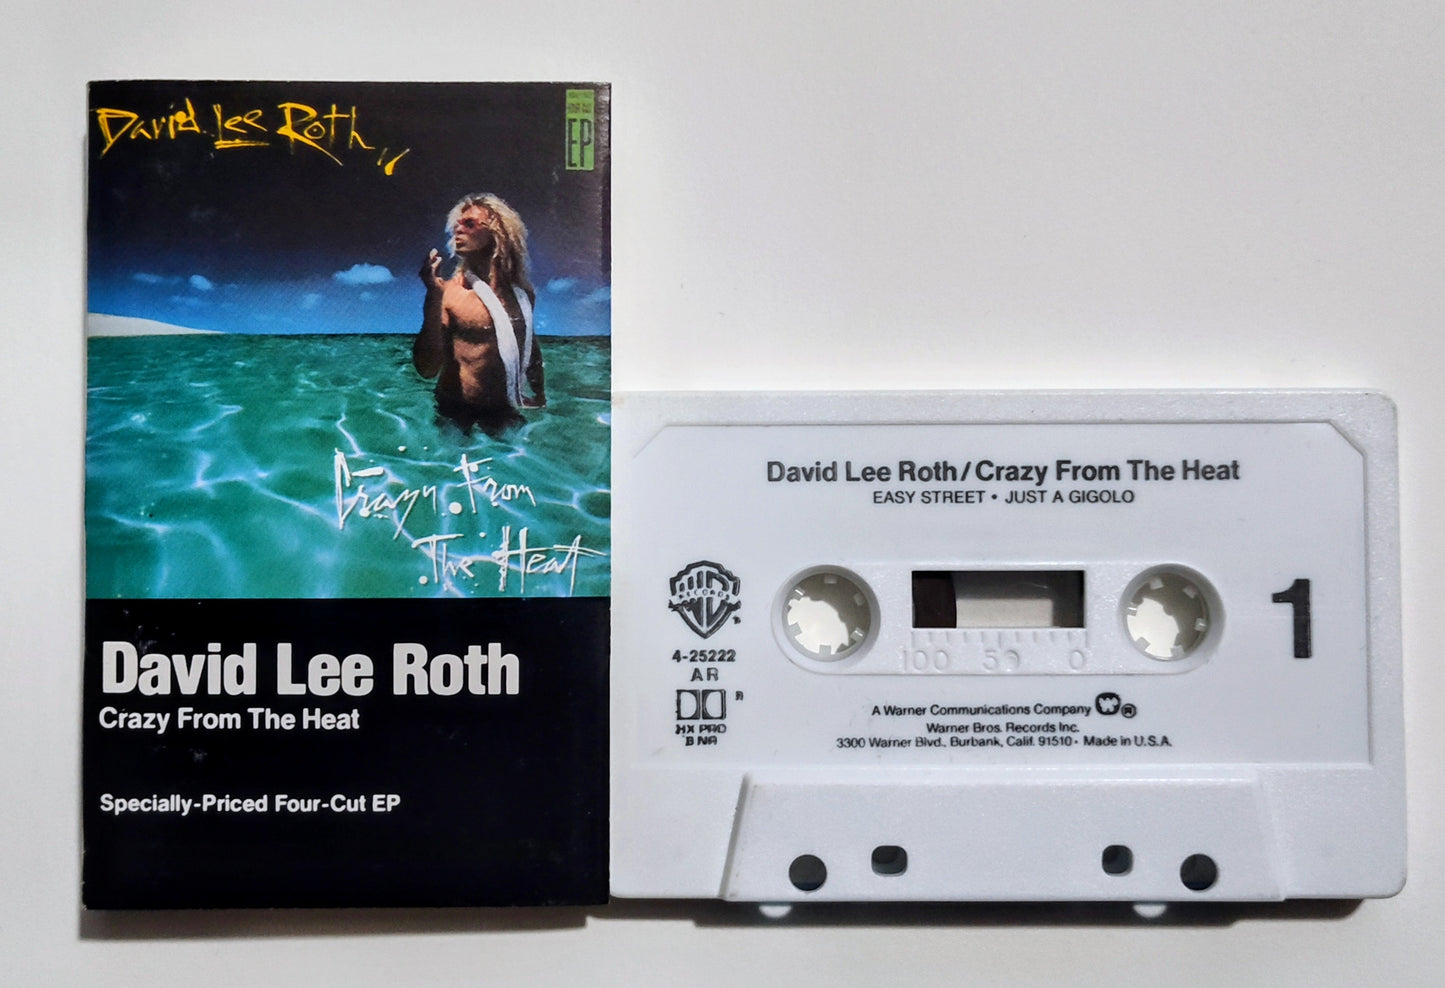 David Lee Roth
EP
Crazy From
The Heat
David Lee Roth
Crazy From The Heat
Specially-Priced Four-Cut EP
David Lee Roth/Crazy From The Heat
EASY STREET • JUST A GIGOLO
RECORDS
4-25222
AR
HX PRO
B NR
100 50 0
1
A Warner Communications Company
Warner Bros. Records Inc.
3300 Warner Blvd., Burbank, Calif. 91510 • Made in U.S.A.